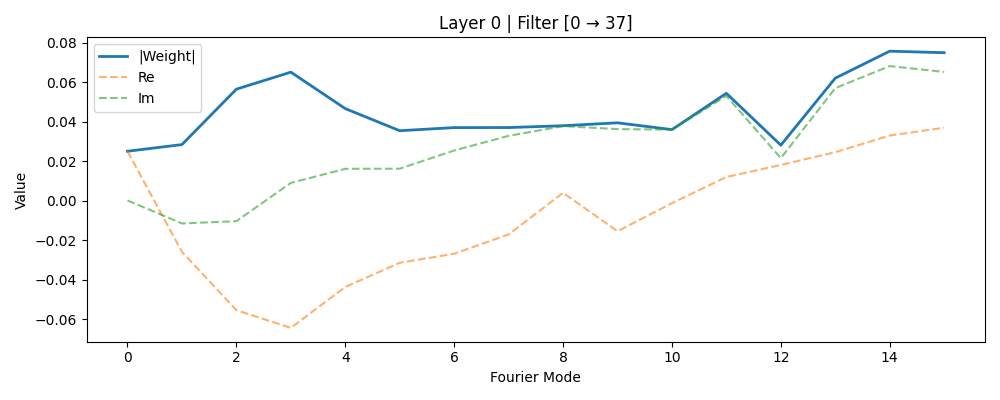 Layer 0 | Filter [0 → 37]
|Weight|
Re
Im
Value
0.08
0.06
0.04
0.02
0.00
−0.02
−0.04
−0.06
0 2 4 6 8 10 12 14
Fourier Mode